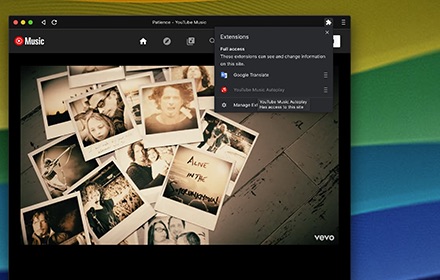 Patience - YouTube Music
Music
Extensions
Full access
These extensions can see and change information
on this site.
Google Translate
YouTube Music Autoplay
Manage Ext
YouTube Music Autoplay
Has access to this site
ALIVE
IN THE
SUPERUNKNOWN
vevo